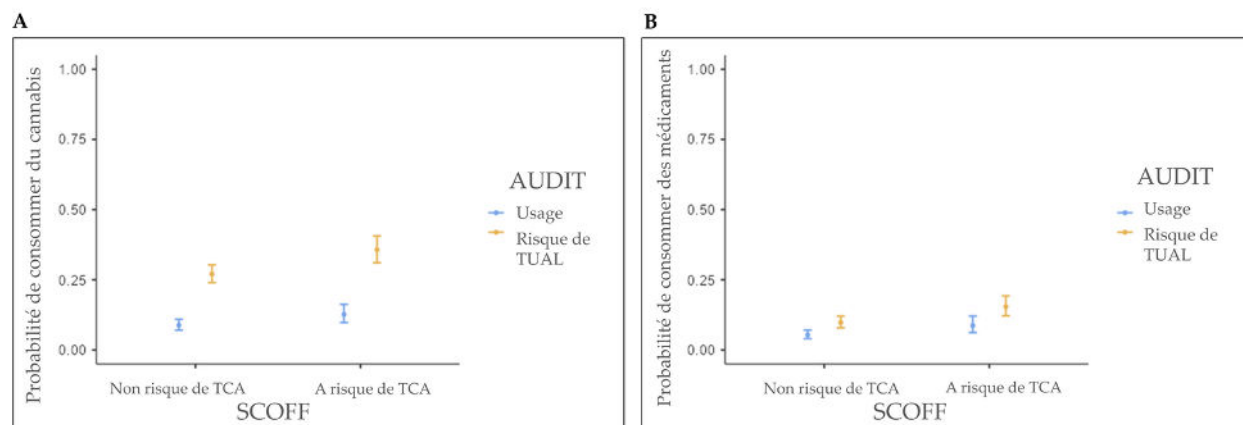 A
Probabilité de consommer du cannabis
1.00
0.75
0.50
0.25
0.00
Non risque de TCA
A risque de TCA
SCOFF
AUDIT
Usage
Risque de
TUAL
B
Probabilité de consommer des médicaments
1.00
0.75
0.50
0.25
0.00
Non risque de TCA
A risque de TCA
SCOFF
AUDIT
Usage
Risque de
TUAL